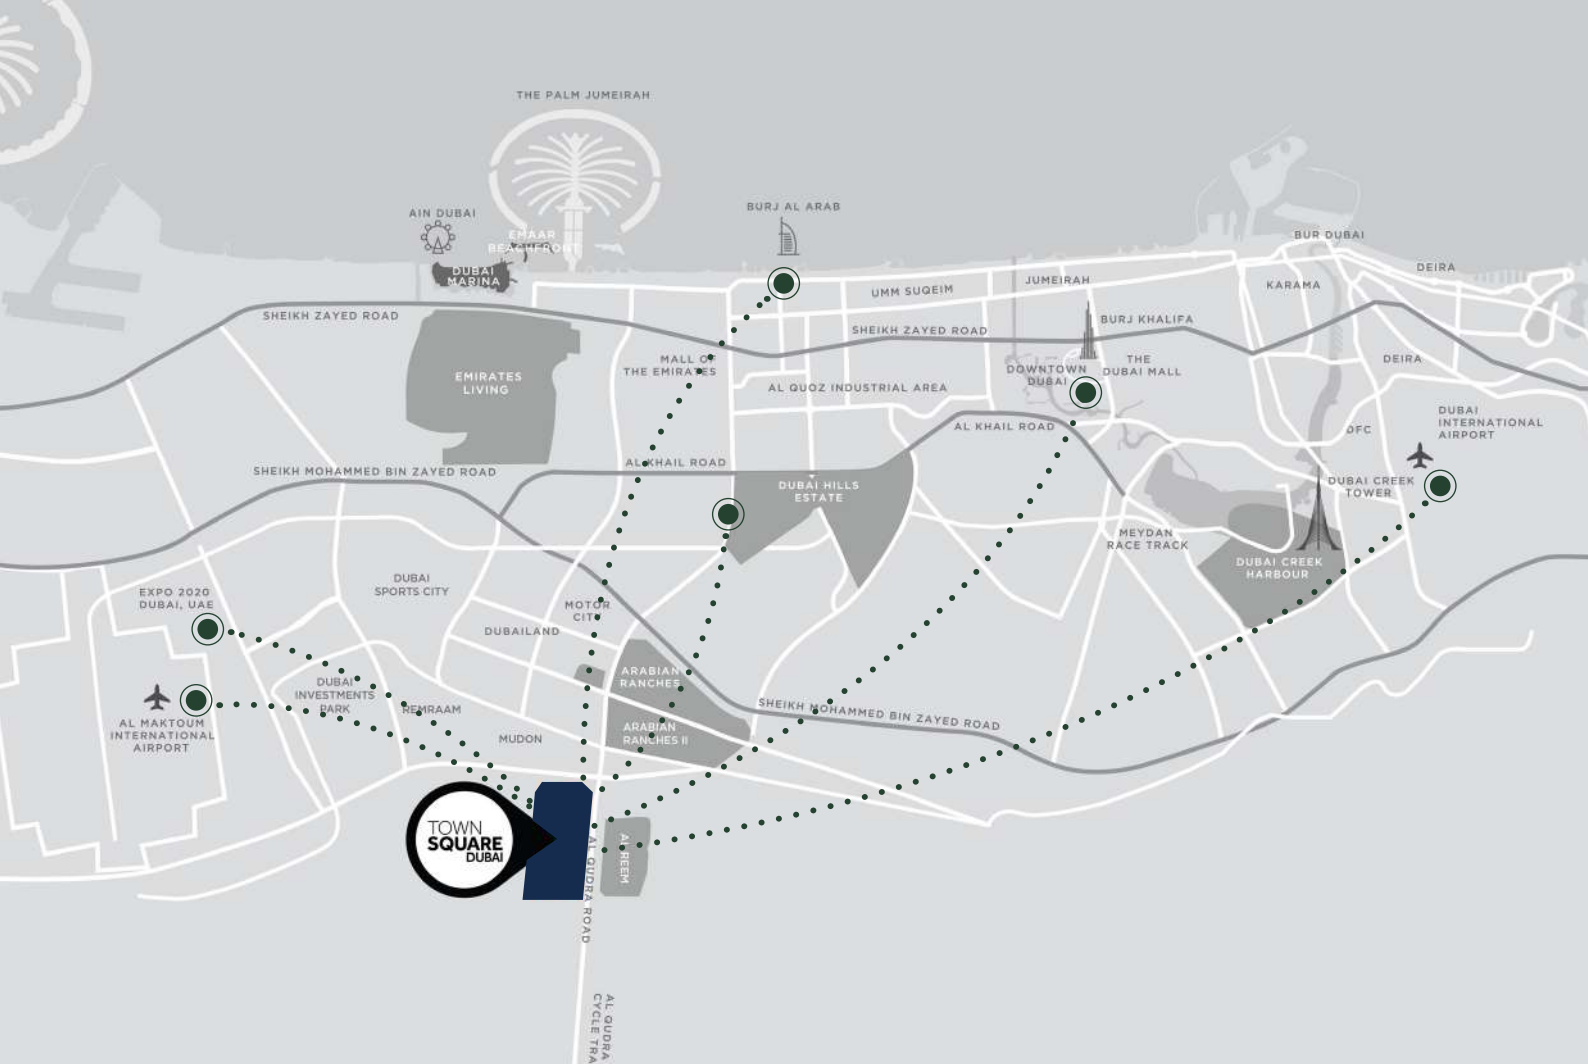 THE PALM JUMEIRAH
AIN DUBAI
BURJ AL ARAB
EMAAR
BEACHFRONT
DUBAI
MARINA
BUR DUBAI
DEIRA
KARAMA
JUMEIRAH
UMM SUQEIM
SHEIKH ZAYED ROAD
SHEIKH ZAYED ROAD
BURJ KHALIFA
MALL OF
THE EMIRATES
EMIRATES
LIVING
AL QUOZ INDUSTRIAL AREA
DOWNTOWN
DUBAI
THE
DUBAI MALL
DEIRA
DUBAI
INTERNATIONAL
AIRPORT
AL KHAIL ROAD
DFC
SHEIKH MOHAMMED BIN ZAYED ROAD
AL KHAIL ROAD
DUBAI HILLS
ESTATE
DUBAI CREEK
TOWER
MEYDAN
RACE TRACK
DUBAI CREEK
HARBOUR
EXPO 2020
DUBAI, UAE
DUBAI
SPORTS CITY
MOTOR
CITY
DUBAILAND
ARABIAN
RANCHES
DUBAI
INVESTMENTS
PARK
REMRAAM
AL MAKTOUM
INTERNATIONAL
AIRPORT
MUDON
ARABIAN
RANCHES II
SHEIKH MOHAMMED BIN ZAYED ROAD
TOWN
SQUARE
DUBAI
AL REEM
AL QUDRA ROAD
AL QUDRA
CYCLE TRA